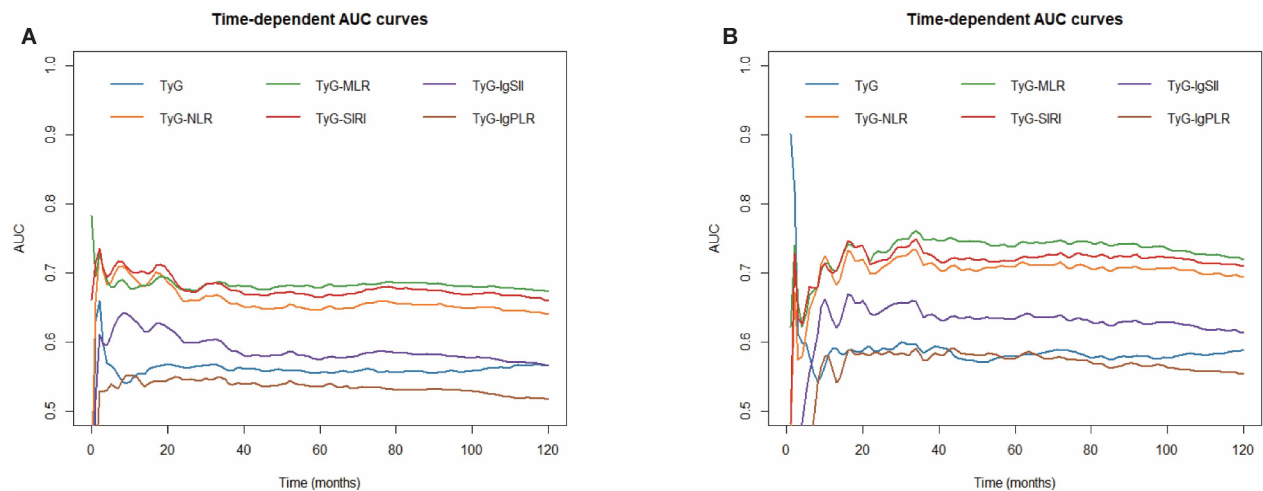 A
Time-dependent AUC curves
TyG
TyG-MLR
TyG-lgSII
TyG-NLR
TyG-SIRI
TyG-lgPLR
1.0
0.9
0.8
0.7
0.6
0.5
AUC
0
20
40
60
80
100
120
Time (months)
B
Time-dependent AUC curves
TyG
TyG-MLR
TyG-lgSII
TyG-NLR
TyG-SIRI
TyG-lgPLR
1.0
0.9
0.8
0.7
0.6
0.5
AUC
0
20
40
60
80
100
120
Time (months)